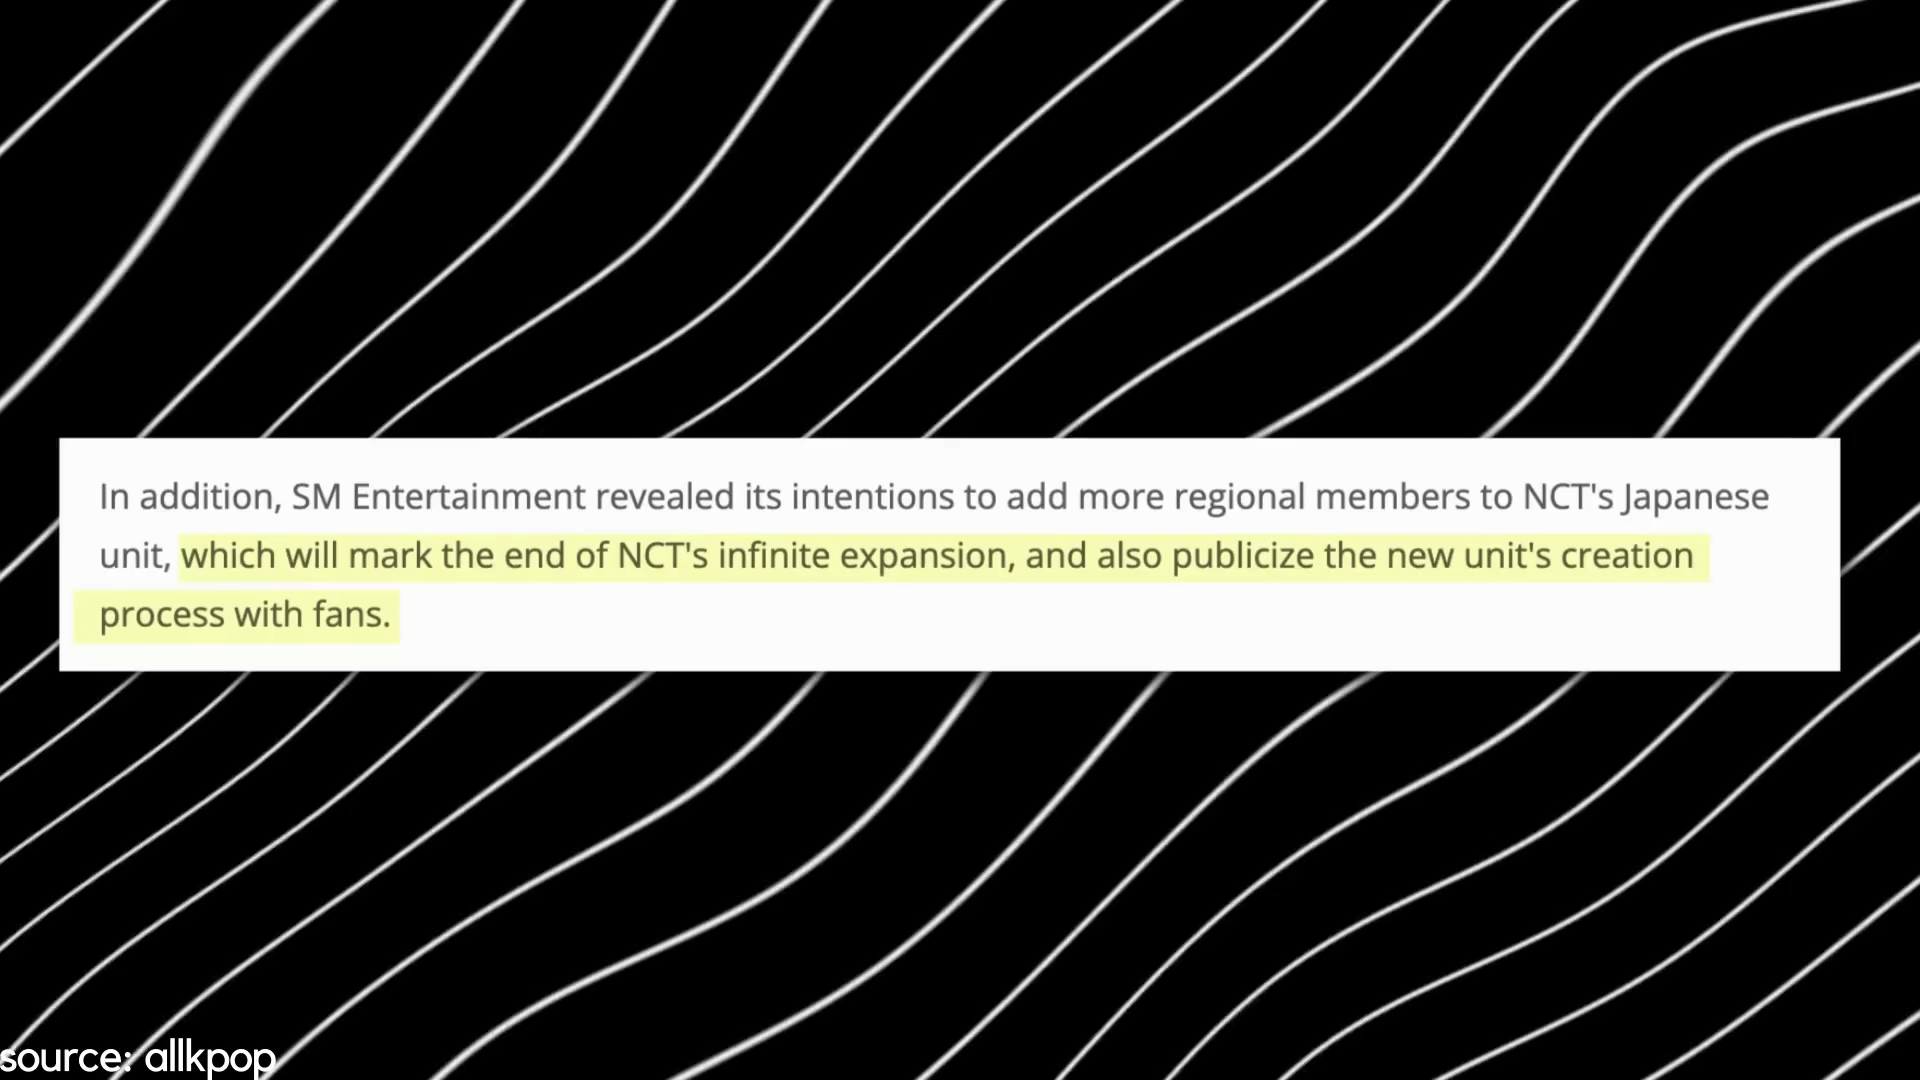 In addition, SM Entertainment revealed its intentions to add more regional members to NCT's Japanese
unit, which will mark the end of NCT's infinite expansion, and also publicize the new unit's creation
process with fans.
source: allkpop